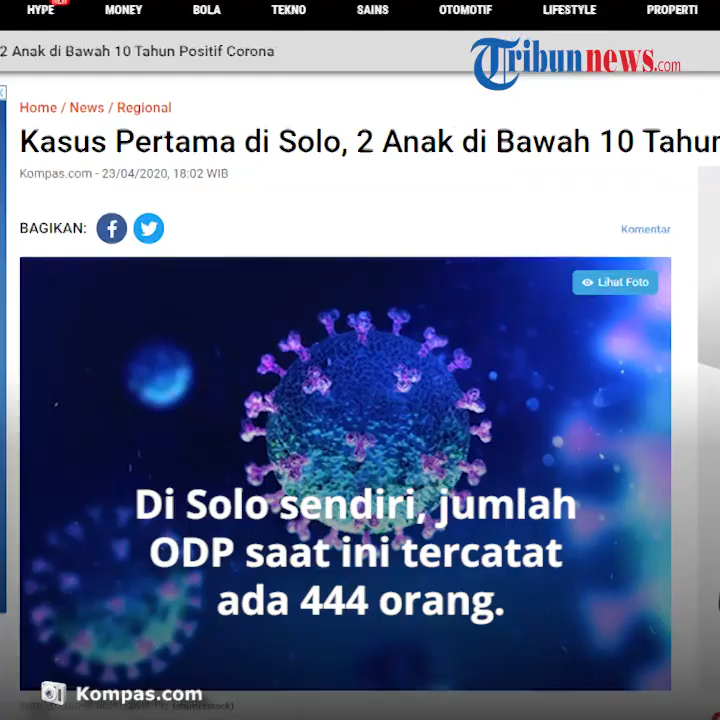 HYPE NEW MONEY BOLA TEKNO SAINS OTOMOTIF LIFESTYLE PROPERTI
2 Anak di Bawah 10 Tahun Positif Corona
Tribunnews.com
Home / News / Regional
Kasus Pertama di Solo, 2 Anak di Bawah 10 Tahun
Kompas.com - 23/04/2020, 18:02 WIB
BAGIKAN:
Komentar
Lihat Foto
Di Solo sendiri, jumlah
ODP saat ini tercatat
ada 444 orang.
Kompas.com